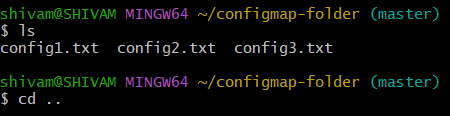 shivam@SHIVAM MINGW64 ~/configmap-folder (master)
$ ls
config1.txt  config2.txt  config3.txt
shivam@SHIVAM MINGW64 ~/configmap-folder (master)
$ cd ..